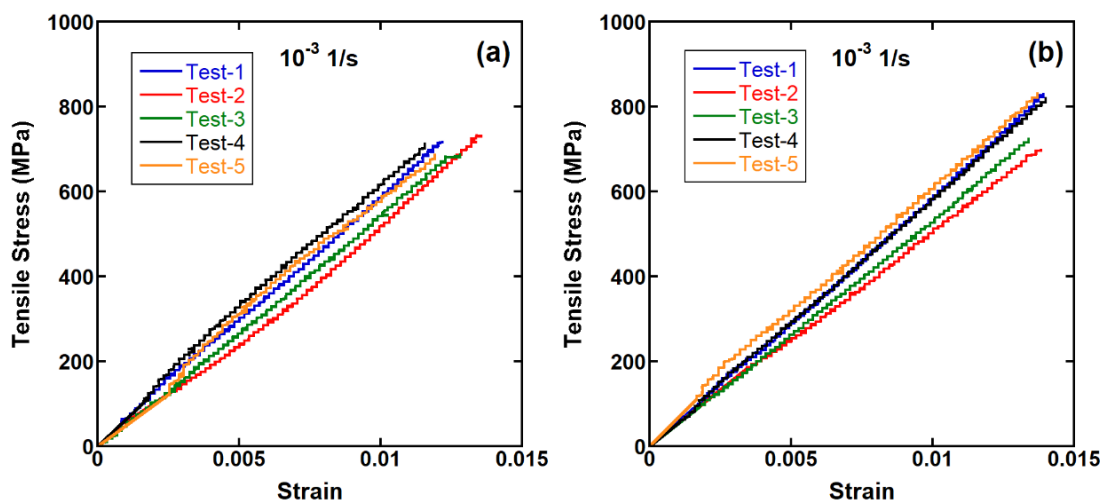 1000
800
600
400
200
0
Tensile Stress (MPa)
10⁻³ 1/s
(a)
Test-1
Test-2
Test-3
Test-4
Test-5
0
0.005
0.01
0.015
Strain
1000
800
600
400
200
0
Tensile Stress (MPa)
10⁻³ 1/s
(b)
Test-1
Test-2
Test-3
Test-4
Test-5
0
0.005
0.01
0.015
Strain